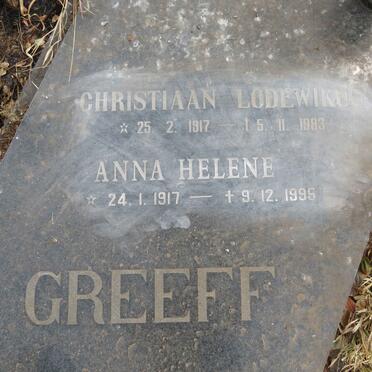 CHRISTIAAN LODEWIKUS
☆ 25. 2. 1917 — † 5. 11. 1983
ANNA HELENE
☆ 24. 1. 1917 — † 9. 12. 1995
GREEFF